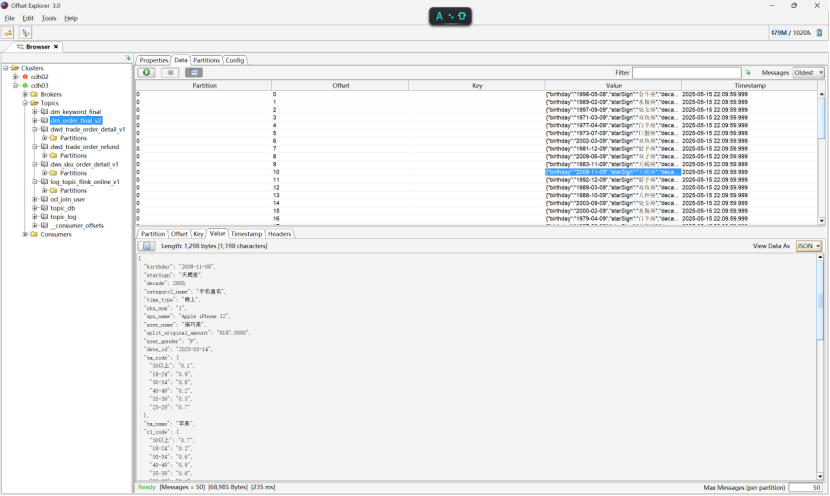 Offset Explorer 3.0
File Edit Tools Help
179M / 1020M
Browser
Properties Data Partitions Config
Filter
Messages Oldest
Clusters
cdh02
cdh03
Brokers
Topics
dm_keyword_final
dm_order_final_v2
dwd_trade_order_detail_v1
Partitions
dwd_trade_order_refund
Partitions
dws_sku_order_detail_v1
Partitions
log_topic_flink_online_v1
Partitions
od_join_user
topic_db
topic_log
__consumer_offsets
Consumers
Partition Offset Key Value Timestamp
0 0 {"birthday":"1998-05-08","starSign":"金牛座","deca... 2025-05-15 22:09:59.999
0 1 {"birthday":"1989-02-09","starSign":"水瓶座","deca... 2025-05-15 22:09:59.999
0 2 {"birthday":"1997-09-09","starSign":"处女座","deca... 2025-05-15 22:09:59.999
0 3 {"birthday":"1971-03-09","starSign":"双鱼座","deca... 2025-05-15 22:09:59.999
0 4 {"birthday":"1977-04-09","starSign":"白羊座","deca... 2025-05-15 22:09:59.999
0 5 {"birthday":"1973-07-09","starSign":"巨蟹座","deca... 2025-05-15 22:09:59.999
0 6 {"birthday":"2002-03-09","starSign":"双鱼座","deca... 2025-05-15 22:09:59.999
0 7 {"birthday":"1981-12-09","starSign":"射手座","deca... 2025-05-15 22:09:59.999
0 8 {"birthday":"2009-06-09","starSign":"双子座","deca... 2025-05-15 22:09:59.999
0 9 {"birthday":"1983-11-09","starSign":"天蝎座","deca... 2025-05-15 22:09:59.999
0 10 {"birthday":"2008-11-09","starSign":"天蝎座","deca... 2025-05-15 22:09:59.999
0 11 {"birthday":"1992-12-09","starSign":"射手座","deca... 2025-05-15 22:09:59.999
0 12 {"birthday":"1989-03-09","starSign":"双鱼座","deca... 2025-05-15 22:09:59.999
0 13 {"birthday":"1988-10-09","starSign":"天秤座","deca... 2025-05-15 22:09:59.999
0 14 {"birthday":"2003-09-09","starSign":"处女座","deca... 2025-05-15 22:09:59.999
0 15 {"birthday":"2000-02-09","starSign":"水瓶座","deca... 2025-05-15 22:09:59.999
0 16 {"birthday":"1979-04-09","starSign":"白羊座","deca... 2025-05-15 22:09:59.999
Partition Offset Key Value Timestamp Headers
Length: 1,298 bytes [1,198 characters]
View Data As JSON
{
"birthday": "2008-11-09",
"starSign": "天蝎座",
"decade": 2000,
"category2_name": "手机通讯",
"time_type": "晚上",
"sku_num": "1",
"spu_name": "Apple iPhone 12",
"user_name":
"split_original_amount": "8197.0000",
"user_gender": "F",
"date_id": "2025-05-14",
"tm_code": {
"50以上": "0.1",
"18-24": "0.9",
"30-34": "0.8",
"40-49": "0.2",
"35-39": "0.3",
"25-29": "0.7"
},
"tm_name": "苹果",
"c1_code": {
"50以上": "0.7",
"18-24": "0.2",
"30-34": "0.6",
"40-49": "0.9",
"35-39": "0.8",
Ready [Messages = 50] [68,985 Bytes] [235 ms]
Max Messages (per partition) 50